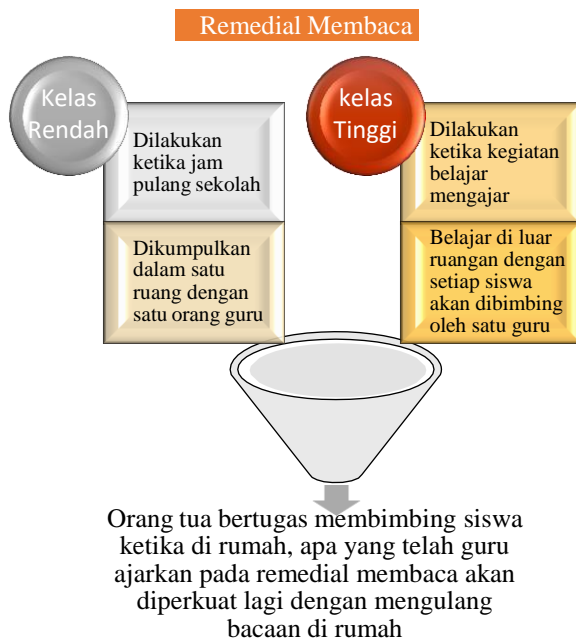 Remedial Membaca
Kelas
Rendah
Dilakukan
ketika jam
pulang sekolah
Dikumpulkan
dalam satu
ruang dengan
satu orang guru
kelas
Tinggi
Dilakukan
ketika kegiatan
belajar
mengajar
Belajar di luar
ruangan dengan
setiap siswa
akan dibimbing
oleh satu guru
Orang tua bertugas membimbing siswa
ketika di rumah, apa yang telah guru
ajarkan pada remedial membaca akan
diperkuat lagi dengan mengulang
bacaan di rumah